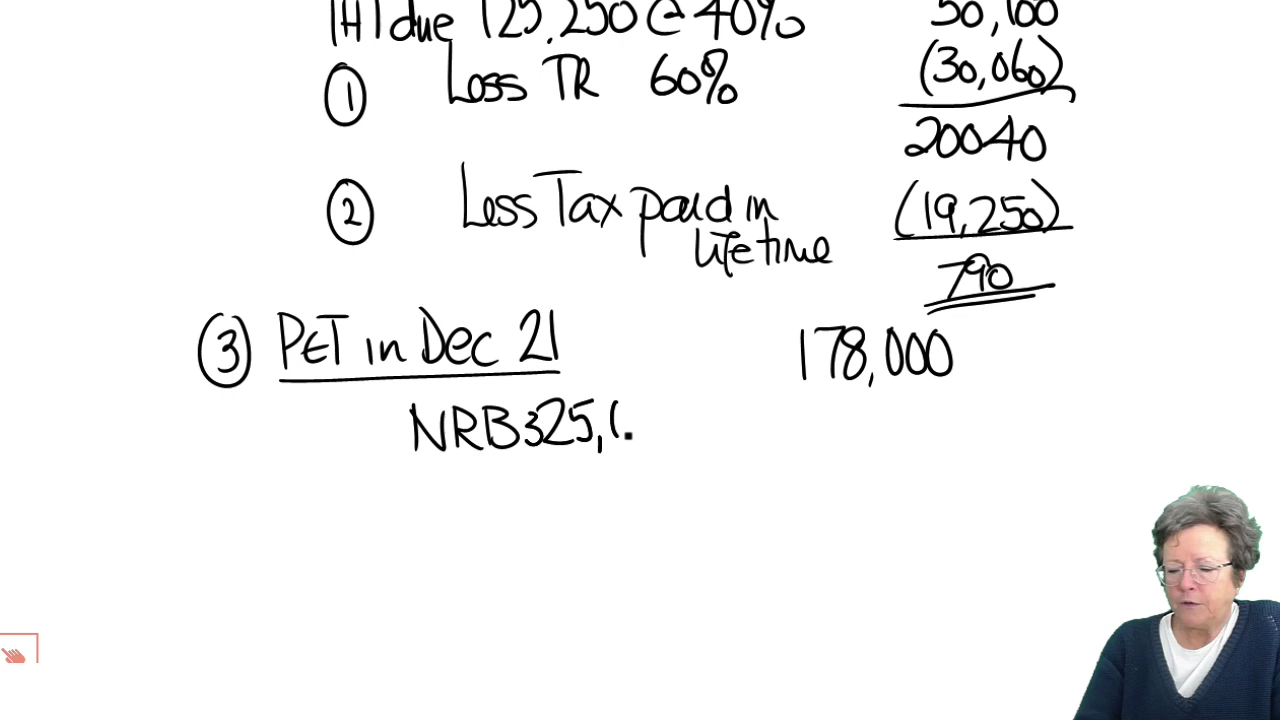 IHT due 125,250 @ 40% 50,100
① Less TR 60% (30,060)
20040
② Less Tax paid in lifetime (19,250)
790
③ PET in Dec 21 178,000
NRB 325,(